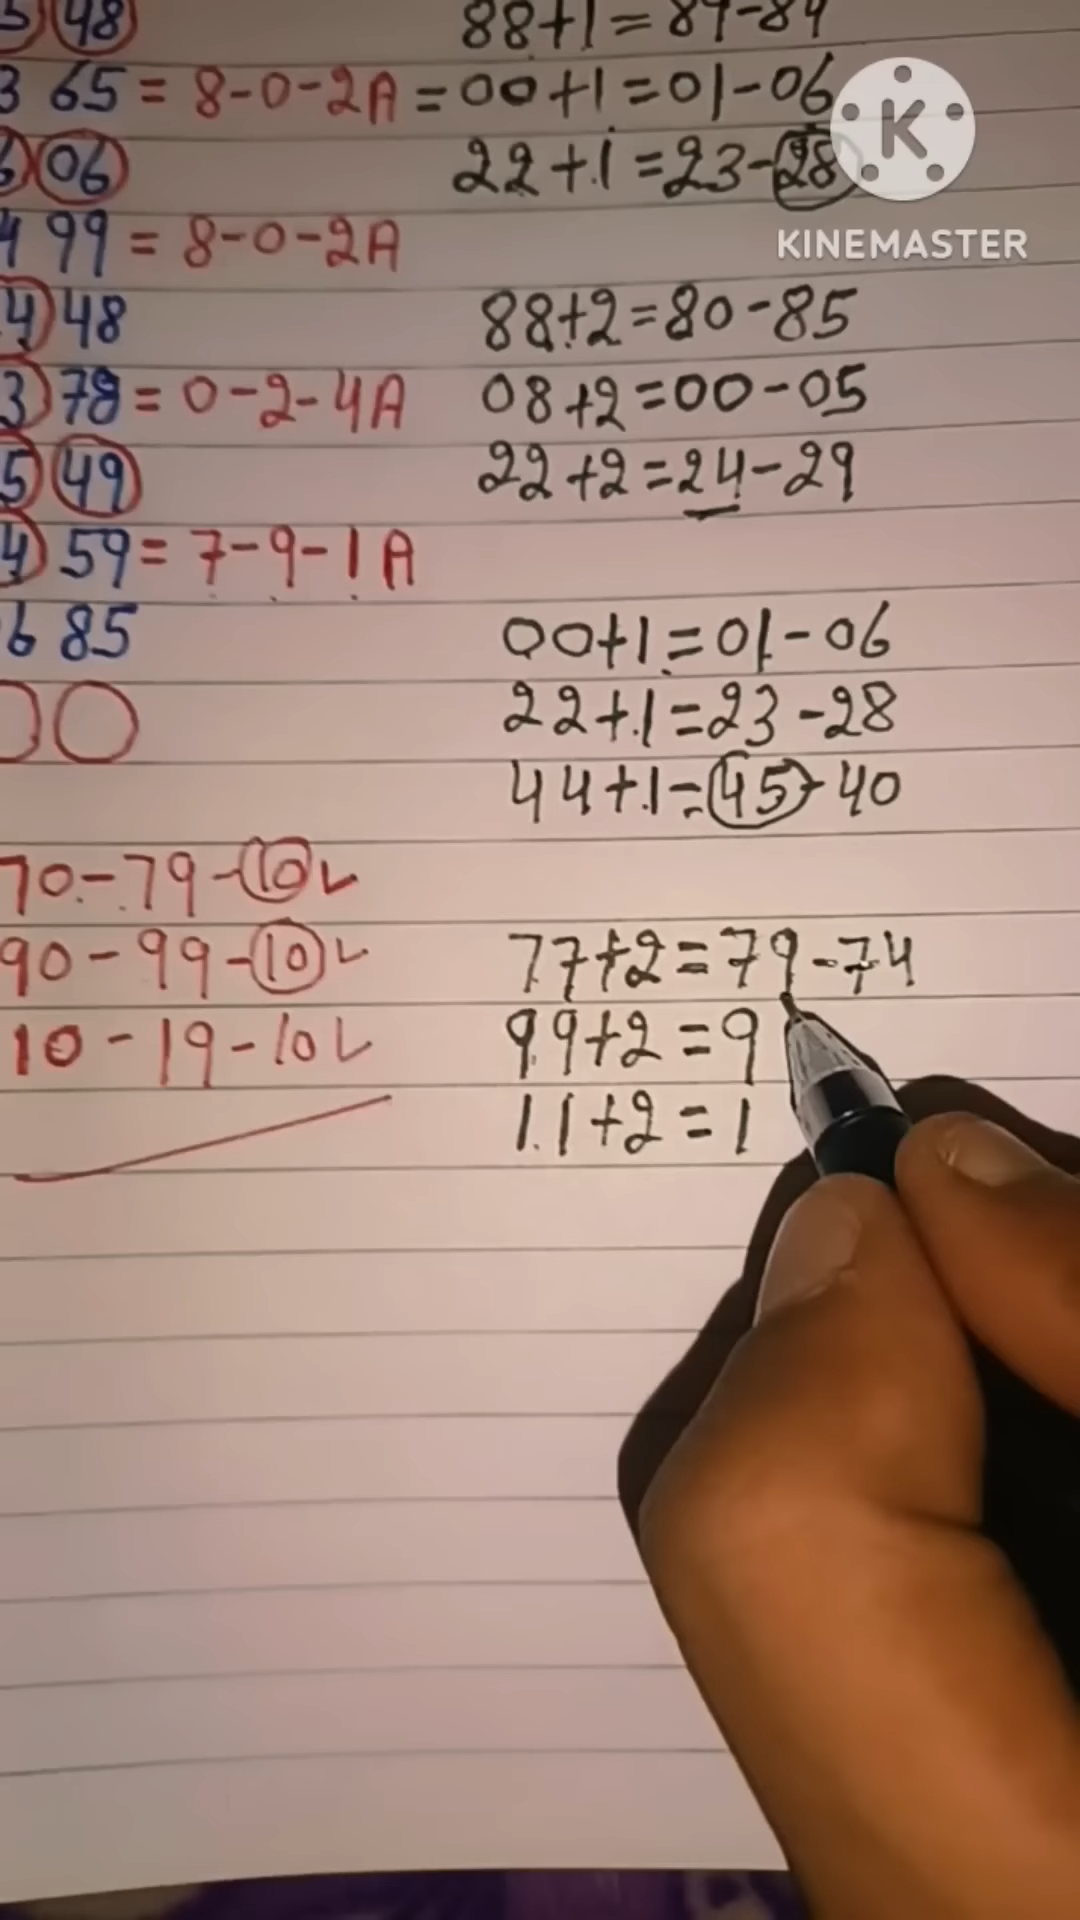 5) 48 88+1=89-84
3 65=8-0-2A=00+1=01-06
6) 06 22+1=23-28
KINEMASTER
4 99=8-0-2A
4) 48 88+2=80-85
3) 78=0-2-4A 08+2=00-05
5) 49 22+2=24-29
4) 59=7-9-1A
6 85 00+1=01-06
22+1=23-28
44+1=45-40
70-79-10L
90-99-10L 77+2=79-74
10-19-10L 99+2=9
11+2=1